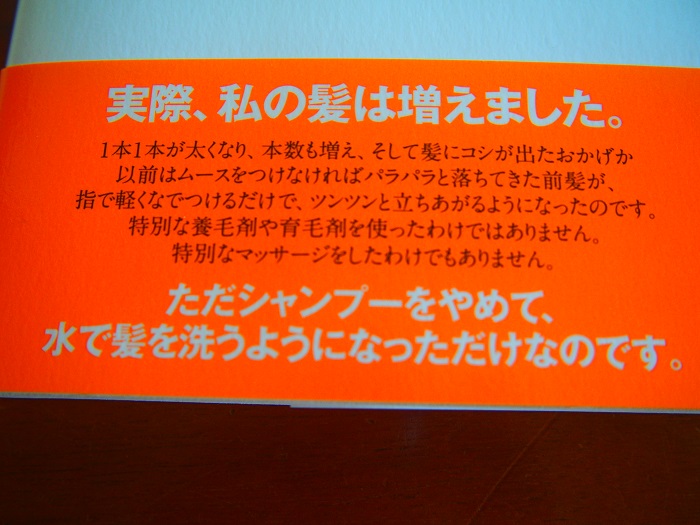 実際、私の髪は増えました。
1本1本が太くなり、本数も増え、そして髪にコシが出たおかげか
以前はムースをつけなければパラパラと落ちてきた前髪が、
指で軽くなでつけるだけで、ツンツンと立ちあがるようになったのです。
特別な養毛剤や育毛剤を使ったわけではありません。
特別なマッサージをしたわけでもありません。
ただシャンプーをやめて、
水で髪を洗うようになっただけなのです。